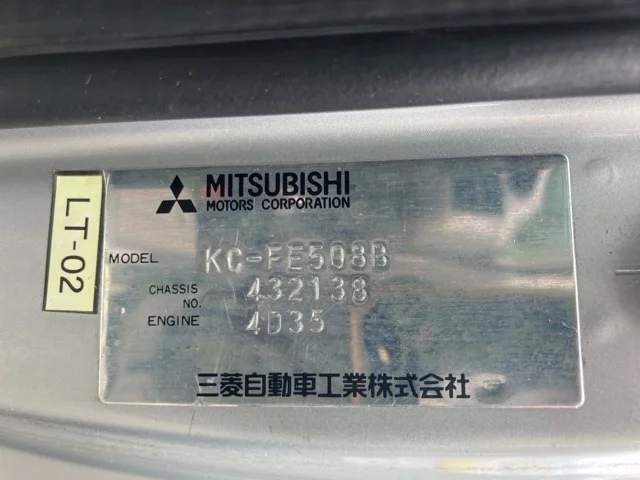 MITSUBISHI
MOTORS CORPORATION
LT-02
MODEL KC-FE508B
CHASSIS NO. 432138
ENGINE 4D35
三菱自動車工業株式会社